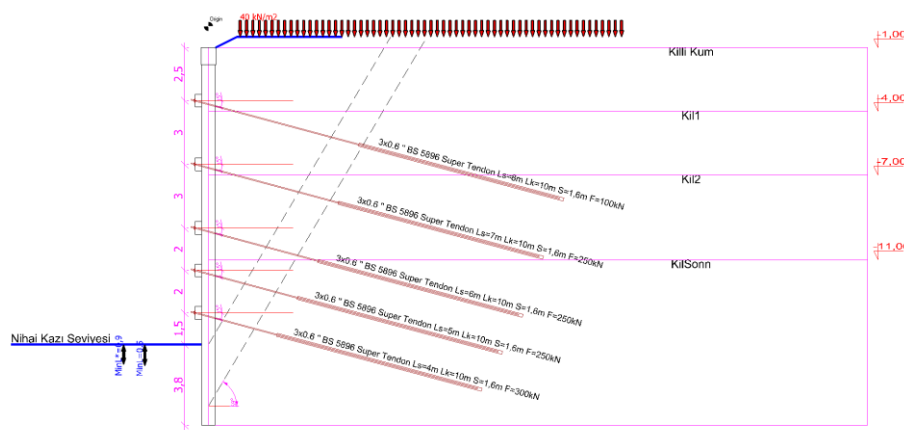 Origin
40 kN/m2
-1,00
Killi Kum
2,5
-4,00
Kil1
3
3x0.6 " BS 5896 Super Tendon Ls=8m Lk=10m S=1,6m F=100kN
-7,00
Kil2
3
3x0.6 " BS 5896 Super Tendon Ls=7m Lk=10m S=1,6m F=250kN
-11,00
KilSonn
2
3x0.6 " BS 5896 Super Tendon Ls=6m Lk=10m S=1,6m F=250kN
2
3x0.6 " BS 5896 Super Tendon Ls=5m Lk=10m S=1,6m F=250kN
1,5
3x0.6 " BS 5896 Super Tendon Ls=4m Lk=10m S=1,6m F=300kN
Nihai Kazı Seviyesi
3,8